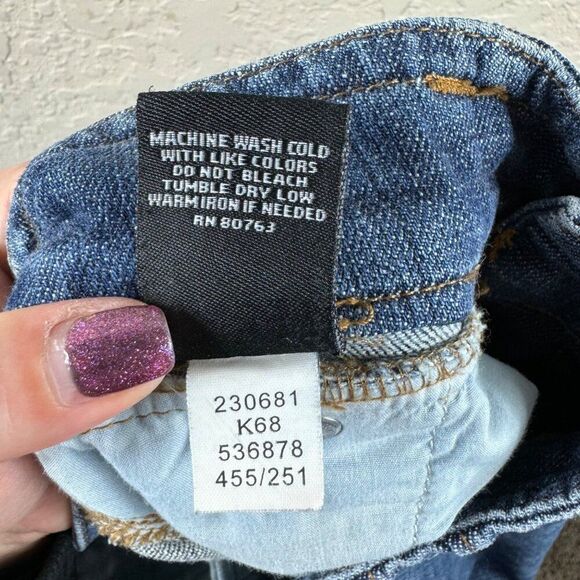 MACHINE WASH COLD
WITH LIKE COLORS
DO NOT BLEACH
TUMBLE DRY LOW
WARM IRON IF NEEDED
RN 80763
230681
K68
536878
455/251